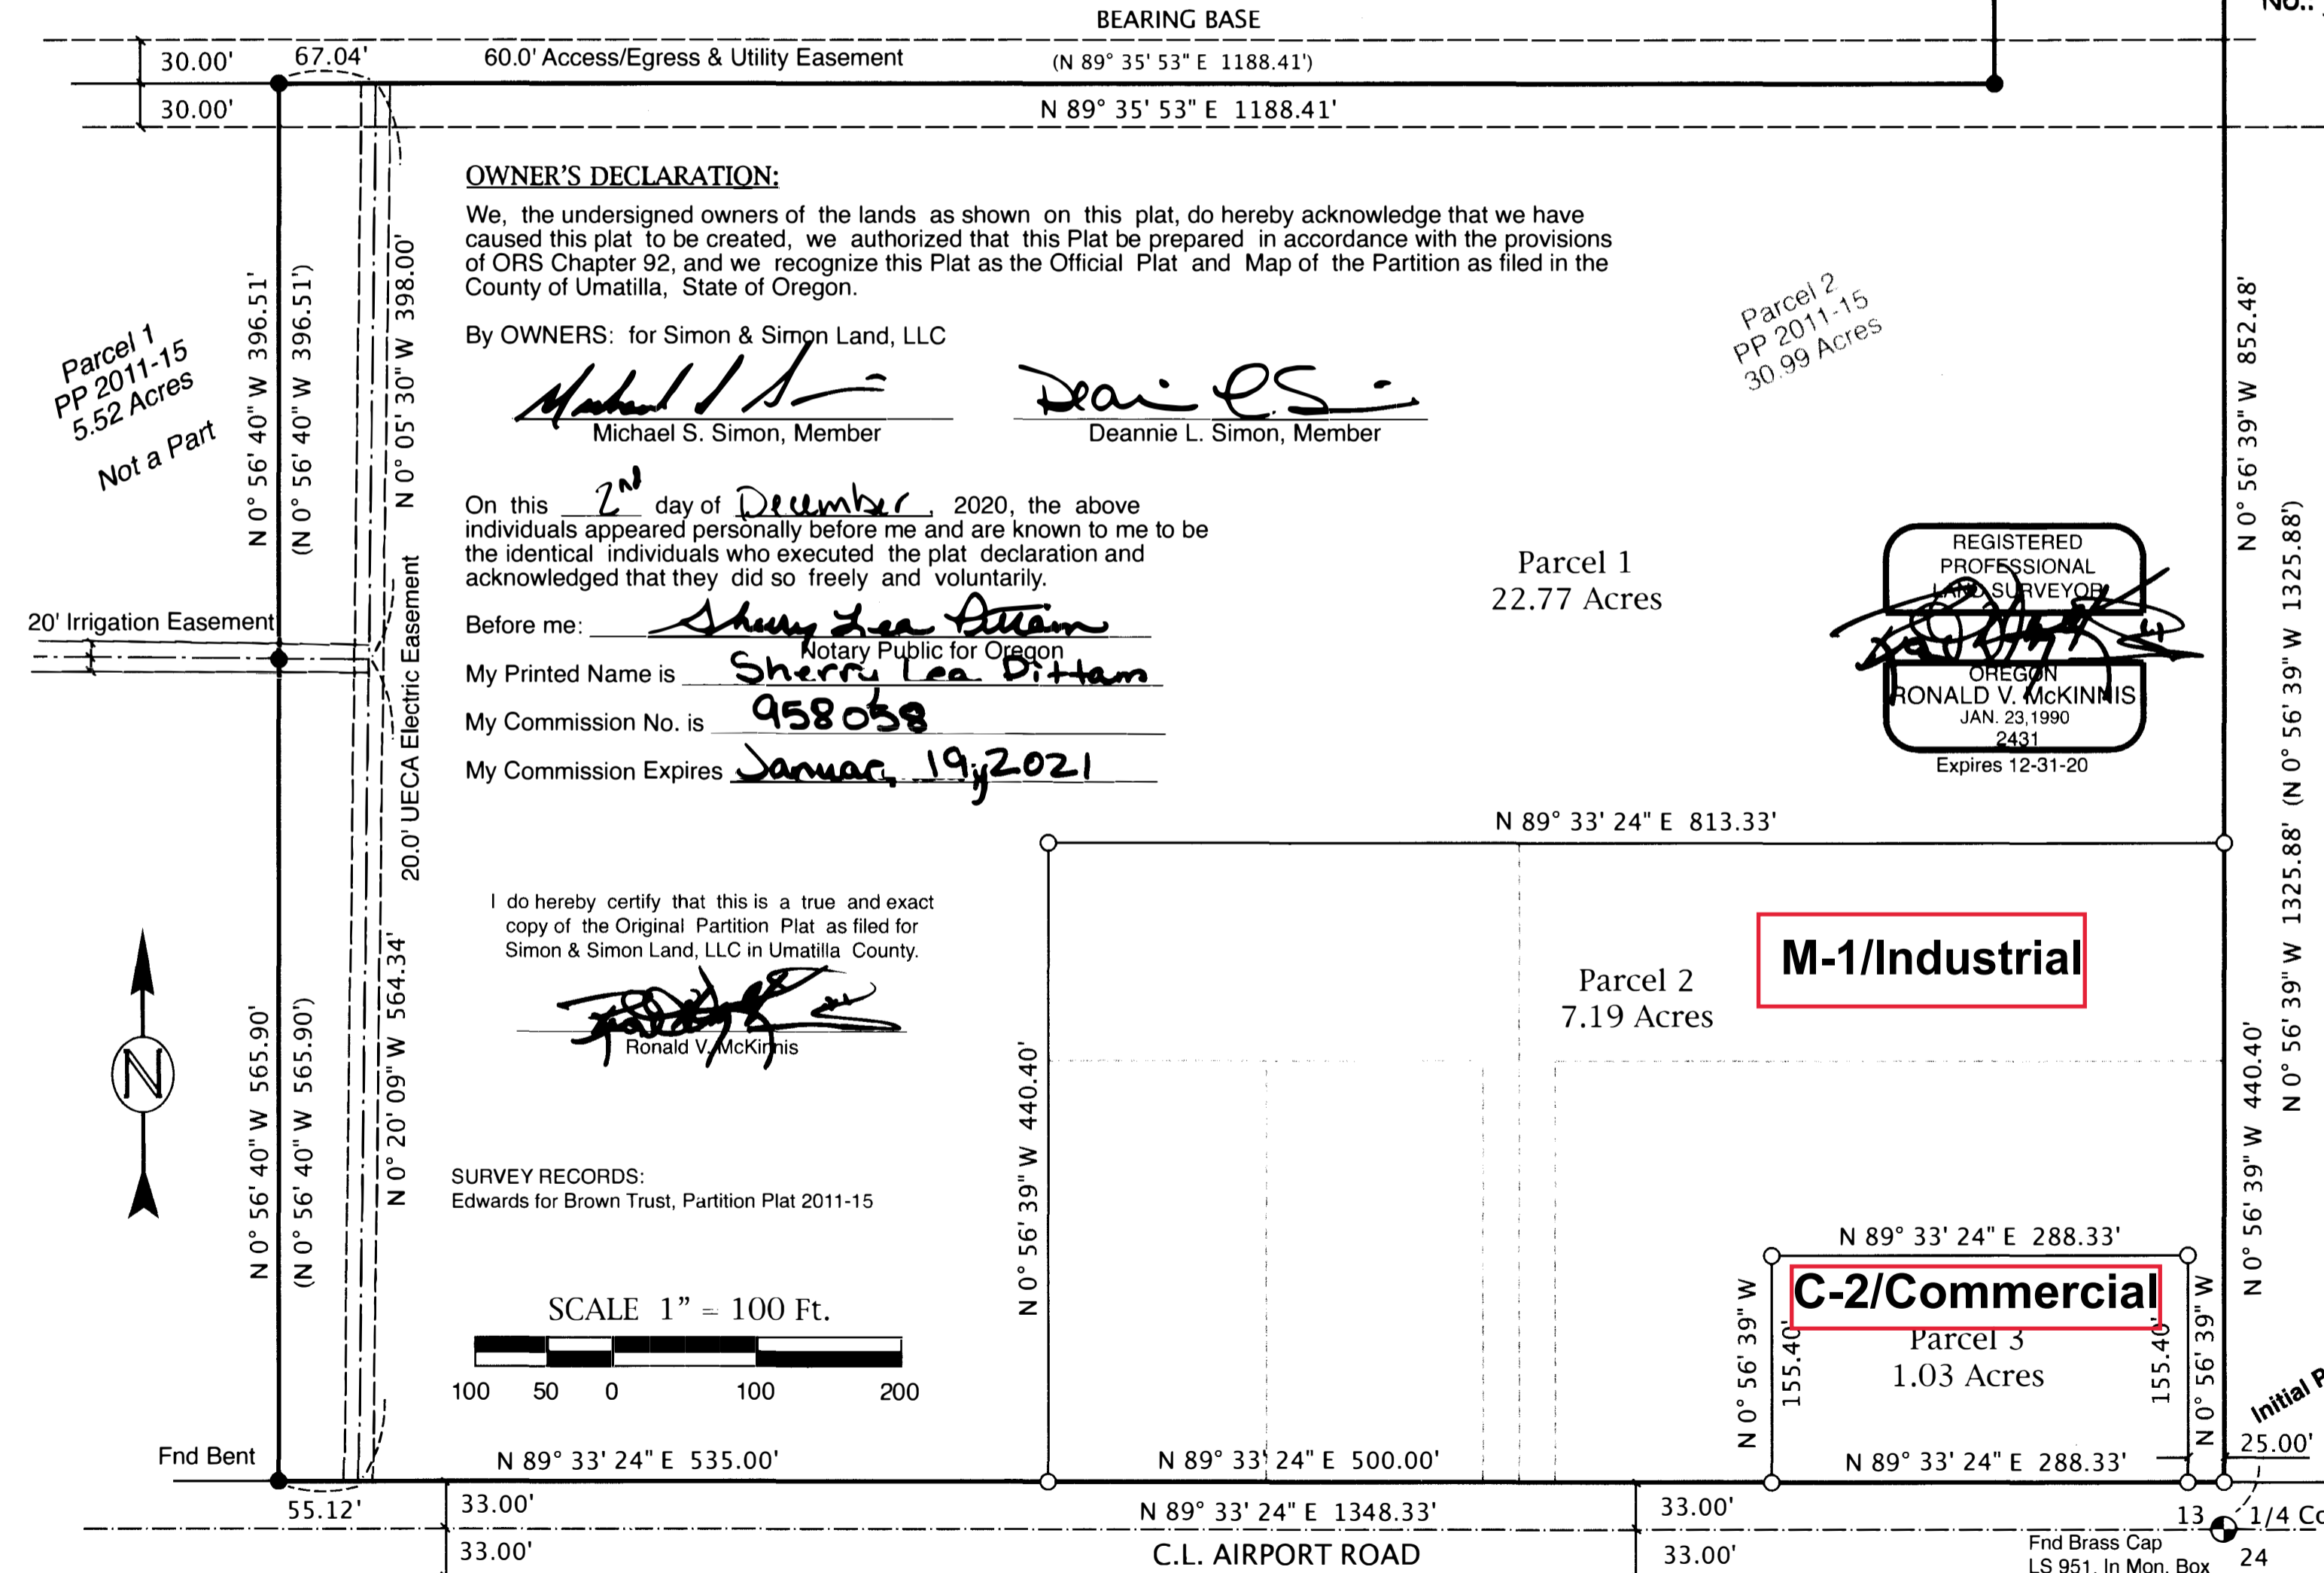 No.:
BEARING BASE
30.00'
67.04'
60.0' Access/Egress & Utility Easement
(N 89° 35' 53" E 1188.41')
30.00'
N 89° 35' 53" E 1188.41'
OWNER'S DECLARATION:
We, the undersigned owners of the lands as shown on this plat, do hereby acknowledge that we have
caused this plat to be created, we authorized that this Plat be prepared in accordance with the provisions
of ORS Chapter 92, and we recognize this Plat as the Official Plat and Map of the Partition as filed in the
County of Umatilla, State of Oregon.
By OWNERS: for Simon & Simon Land, LLC
Michael S. Simon, Member
Deannie L. Simon, Member
On this 2nd day of December, 2020, the above
individuals appeared personally before me and are known to me to be
the identical individuals who executed the plat declaration and
acknowledged that they did so freely and voluntarily.
Before me: Sherry Lea Dittam
Notary Public for Oregon
My Printed Name is Sherry Lea Dittam
My Commission No. is 958058
My Commission Expires January 19, 2021
Parcel 1
PP 2011-15
5.52 Acres
Not a Part
N 0° 56' 40" W 396.51'
(N 0° 56' 40" W 396.51')
N 0° 05' 30" W 398.00'
20' Irrigation Easement
20.0' UECA Electric Easement
Parcel 2
PP 2011-15
30.99 Acres
Parcel 1
22.77 Acres
REGISTERED
PROFESSIONAL
LAND SURVEYOR
OREGON
RONALD V. McKINNIS
JAN. 23,1990
2431
Expires 12-31-20
N 0° 56' 39" W 852.48'
N 0° 56' 39" W 1325.88' (N 0° 56' 39" W 1325.88')
N 89° 33' 24" E 813.33'
I do hereby certify that this is a true and exact
copy of the Original Partition Plat as filed for
Simon & Simon Land, LLC in Umatilla County.
Ronald V. McKinnis
N
N 0° 56' 40" W 565.90'
(N 0° 56' 40" W 565.90')
N 0° 20' 09" W 564.34'
SURVEY RECORDS:
Edwards for Brown Trust, Partition Plat 2011-15
SCALE 1" = 100 Ft.
100 50 0 100 200
N 0° 56' 39" W 440.40'
Parcel 2
7.19 Acres
M-1/Industrial
N 0° 56' 39" W 440.40'
N 89° 33' 24" E 288.33'
C-2/Commercial
Parcel 3
1.03 Acres
N 0° 56' 39" W
155.40'
155.40'
N 0° 56' 39" W
Initial P
25.00'
Fnd Bent
N 89° 33' 24" E 535.00'
N 89° 33' 24" E 500.00'
N 89° 33' 24" E 288.33'
55.12'
33.00'
N 89° 33' 24" E 1348.33'
33.00'
13
1/4 Co
33.00'
C.L. AIRPORT ROAD
33.00'
Fnd Brass Cap
LS 951, In Mon. Box
24